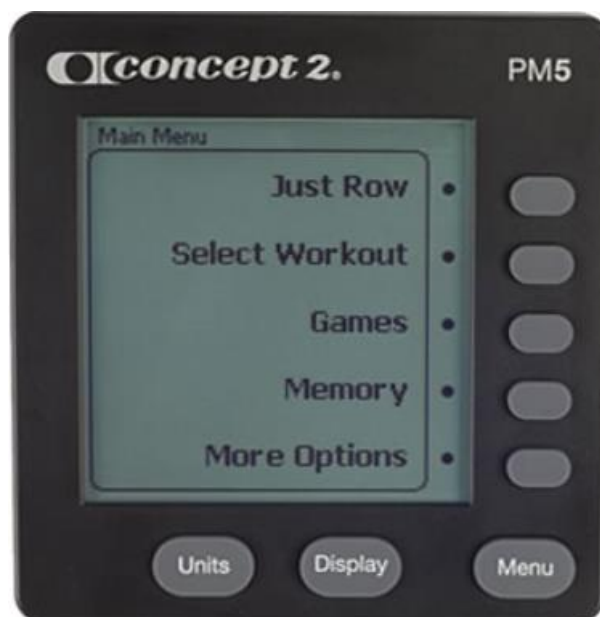 concept 2.
PM5
Main Menu
Just Row
Select Workout
Games
Memory
More Options
Units
Display
Menu